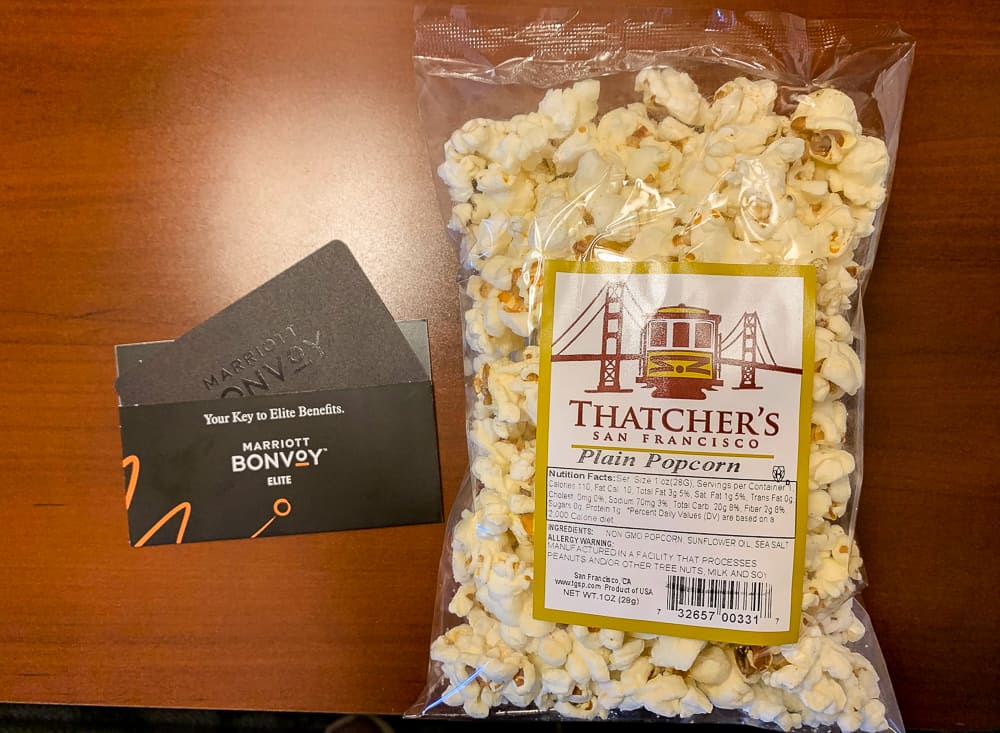 MARRIOTT
BONVOY
Your Key to Elite Benefits.
MARRIOTT
BONVOY™
ELITE
THATCHER'S
SAN FRANCISCO
Plain Popcorn
Nutrition Facts: Ser. Size 1 oz(28G), Servings per Container 1
Calories 110, Fat Cal. 10, Total Fat 3g 5%, Sat. Fat 1g 5%, Trans Fat 0g
Cholest. 0mg 0%, Sodium 70mg 3%, Total Carb. 20g 8%, Fiber 2g 8%
Sugars 0g, Protein 1g. *Percent Daily Values (DV) are based on a
2,000 Calorie diet
INGREDIENTS: NON GMO POPCORN, SUNFLOWER OIL, SEA SALT
ALLERGY WARNING:
MANUFACTURED IN A FACILITY THAT PROCESSES
PEANUTS AND/OR OTHER TREE NUTS, MILK AND SOY
San Francisco, CA
www.tgsp.com Product of USA
NET WT. 1OZ (28g)
7 32657 00331 7